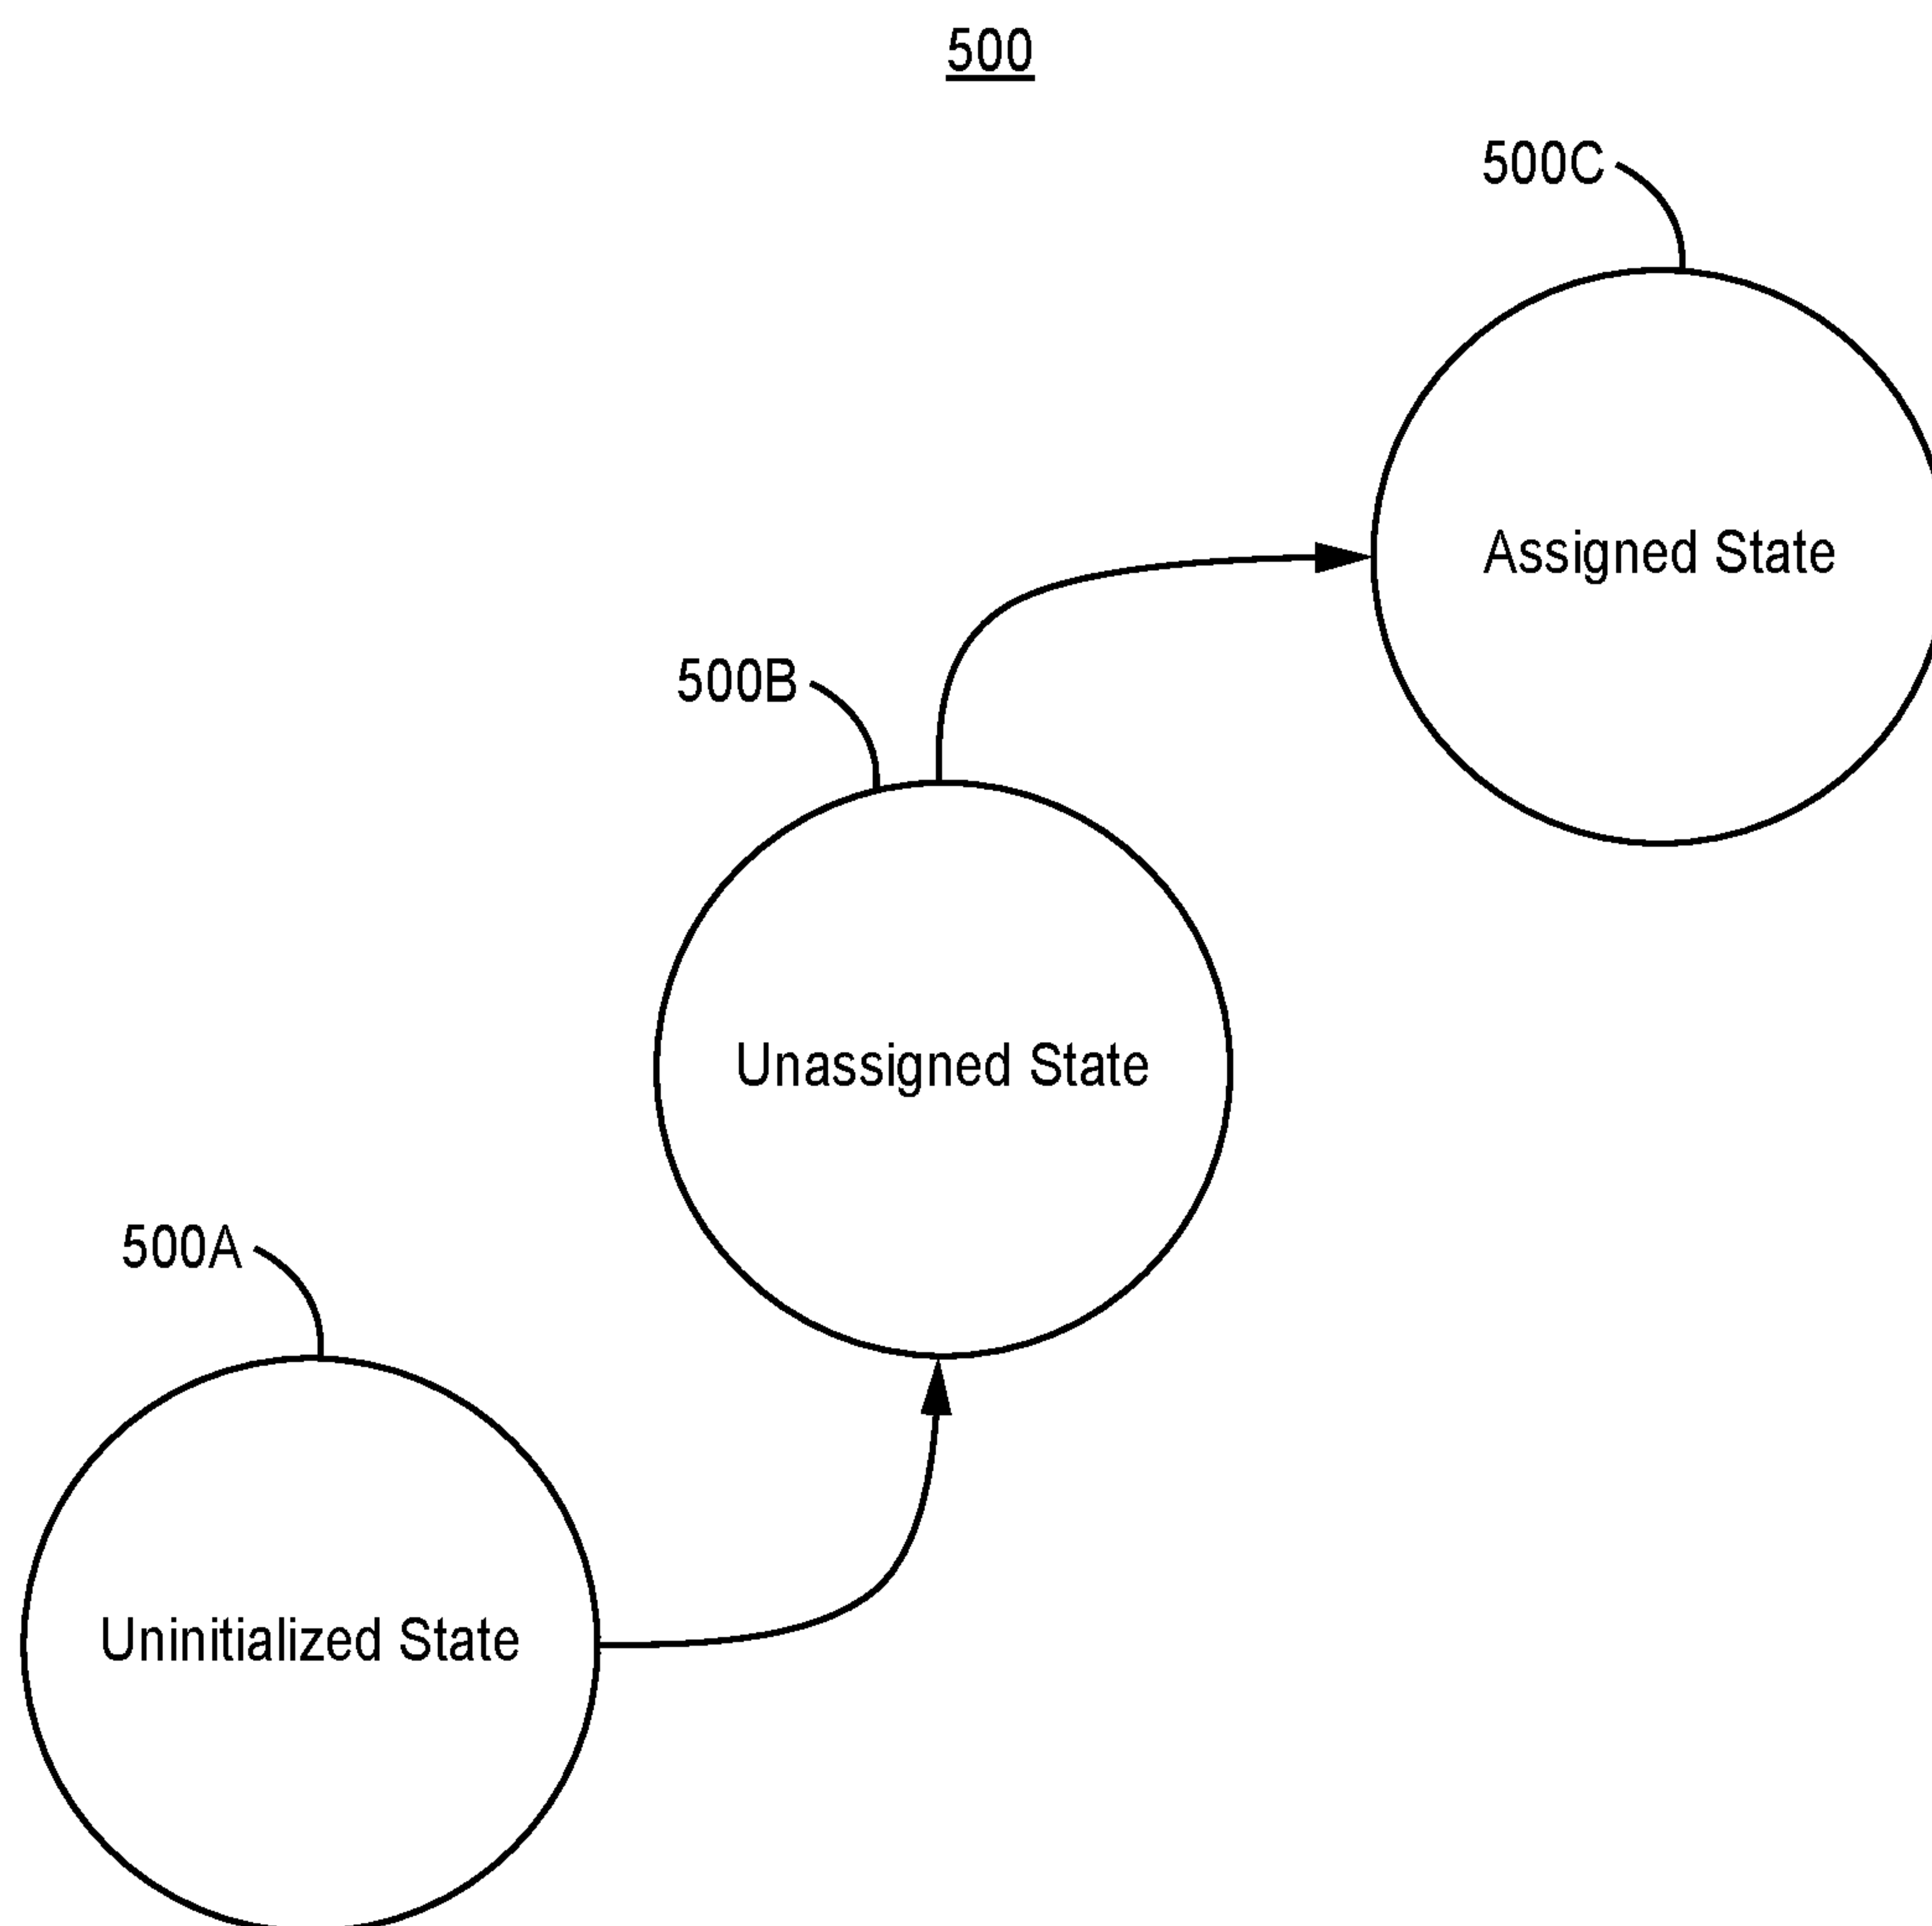 500
500C
Assigned State
500B
Unassigned State
500A
Uninitialized State